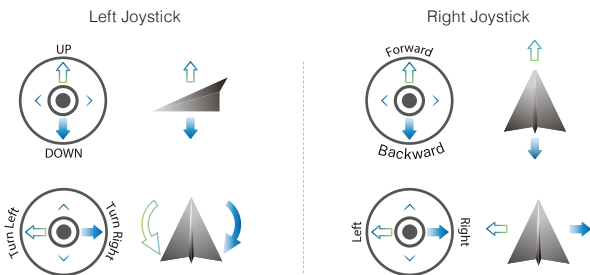 Left Joystick
UP
DOWN
Turn Left
Turn Right
Right Joystick
Forward
Backward
Left
Right